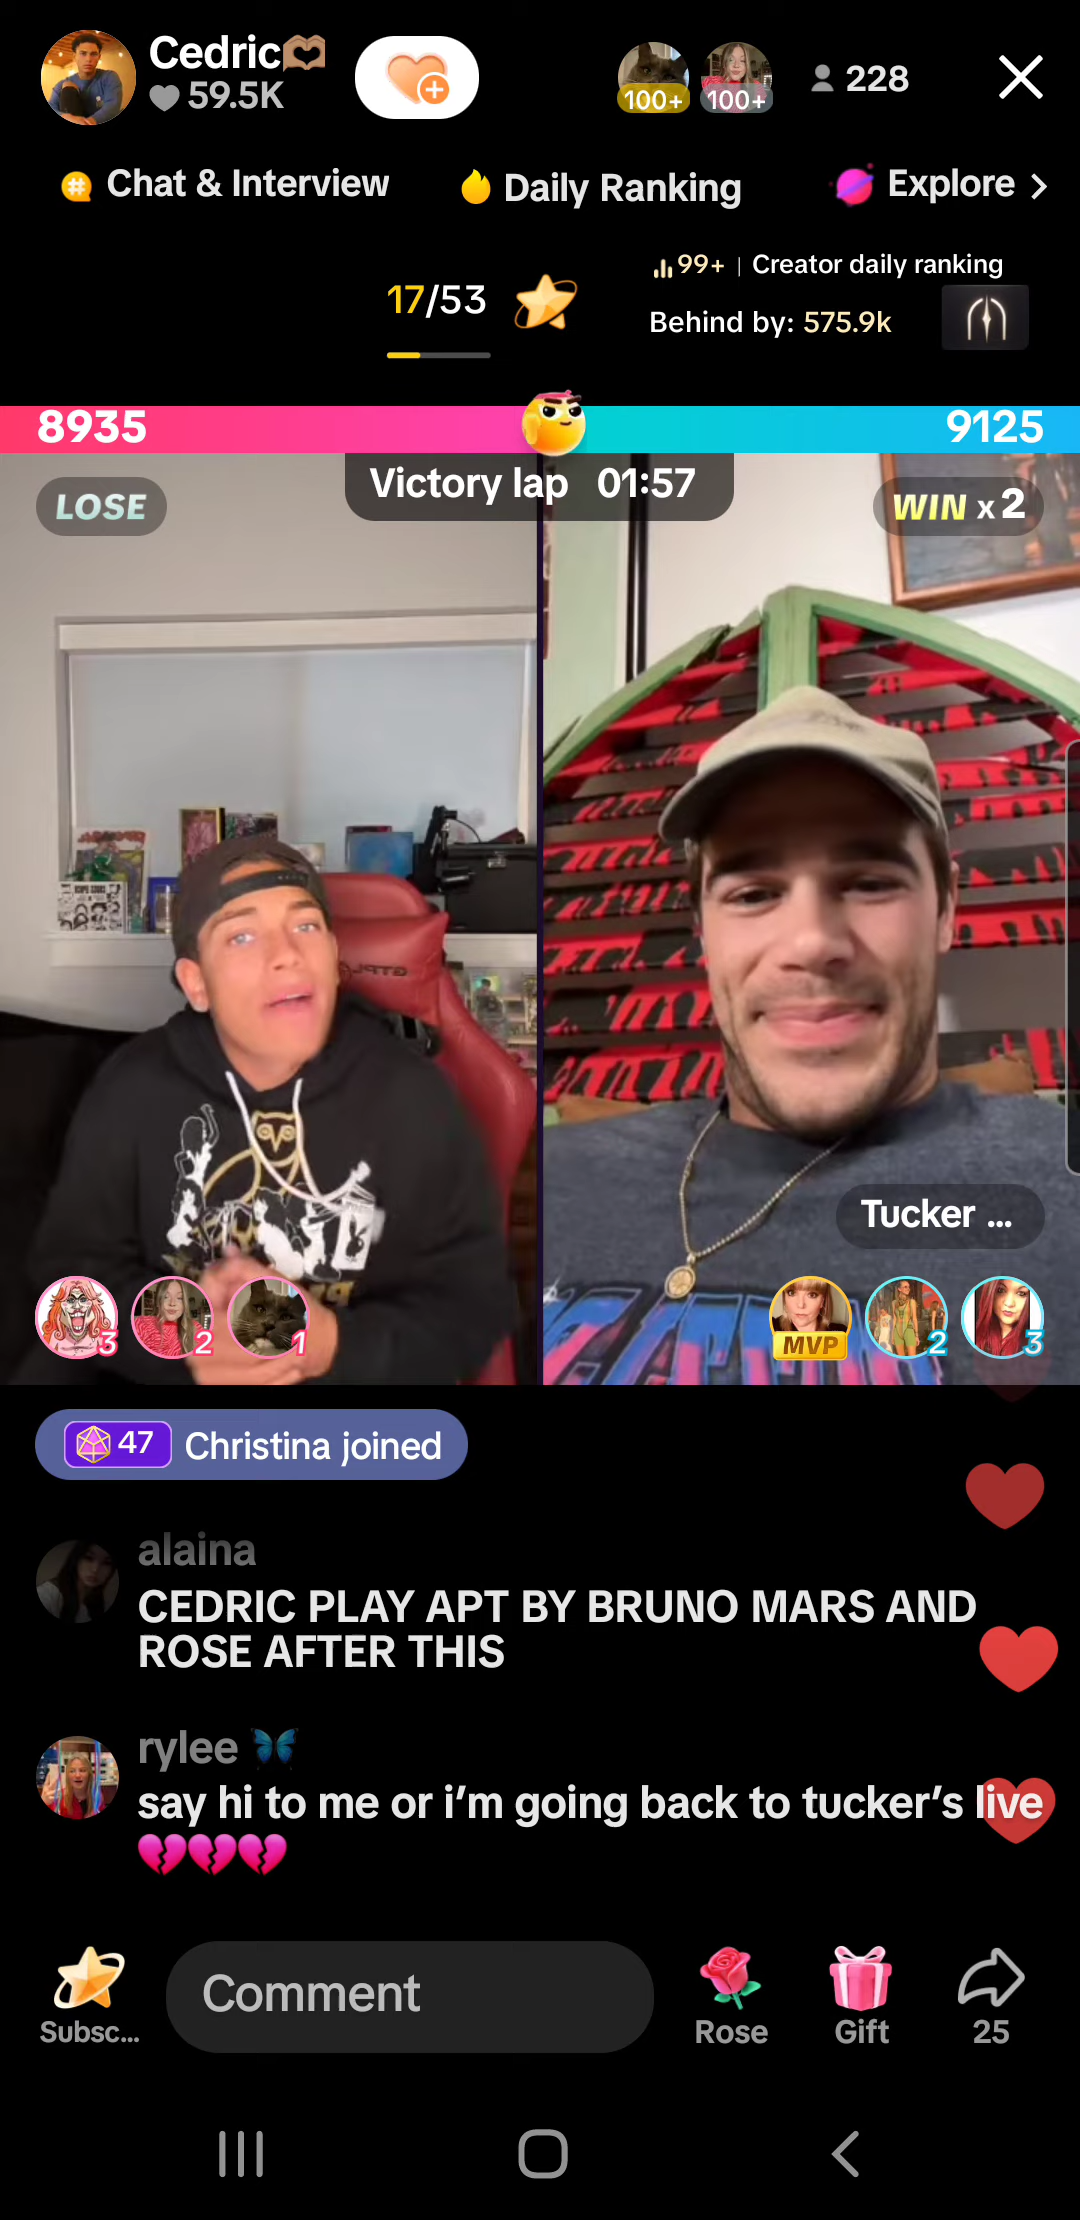 Cedric🫶🏽
59.5K
100+ 100+ 228
Chat & Interview Daily Ranking Explore >
99+ | Creator daily ranking
17/53
Behind by: 575.9k
8935 9125
Victory lap 01:57
LOSE WIN x 2
Tucker ...
3 2 1 MVP 2 3
47 Christina joined
alaina
CEDRIC PLAY APT BY BRUNO MARS AND
ROSE AFTER THIS
rylee 🦋
say hi to me or i’m going back to tucker’s live
💔💔💔
Comment
Subsc... Rose Gift 25